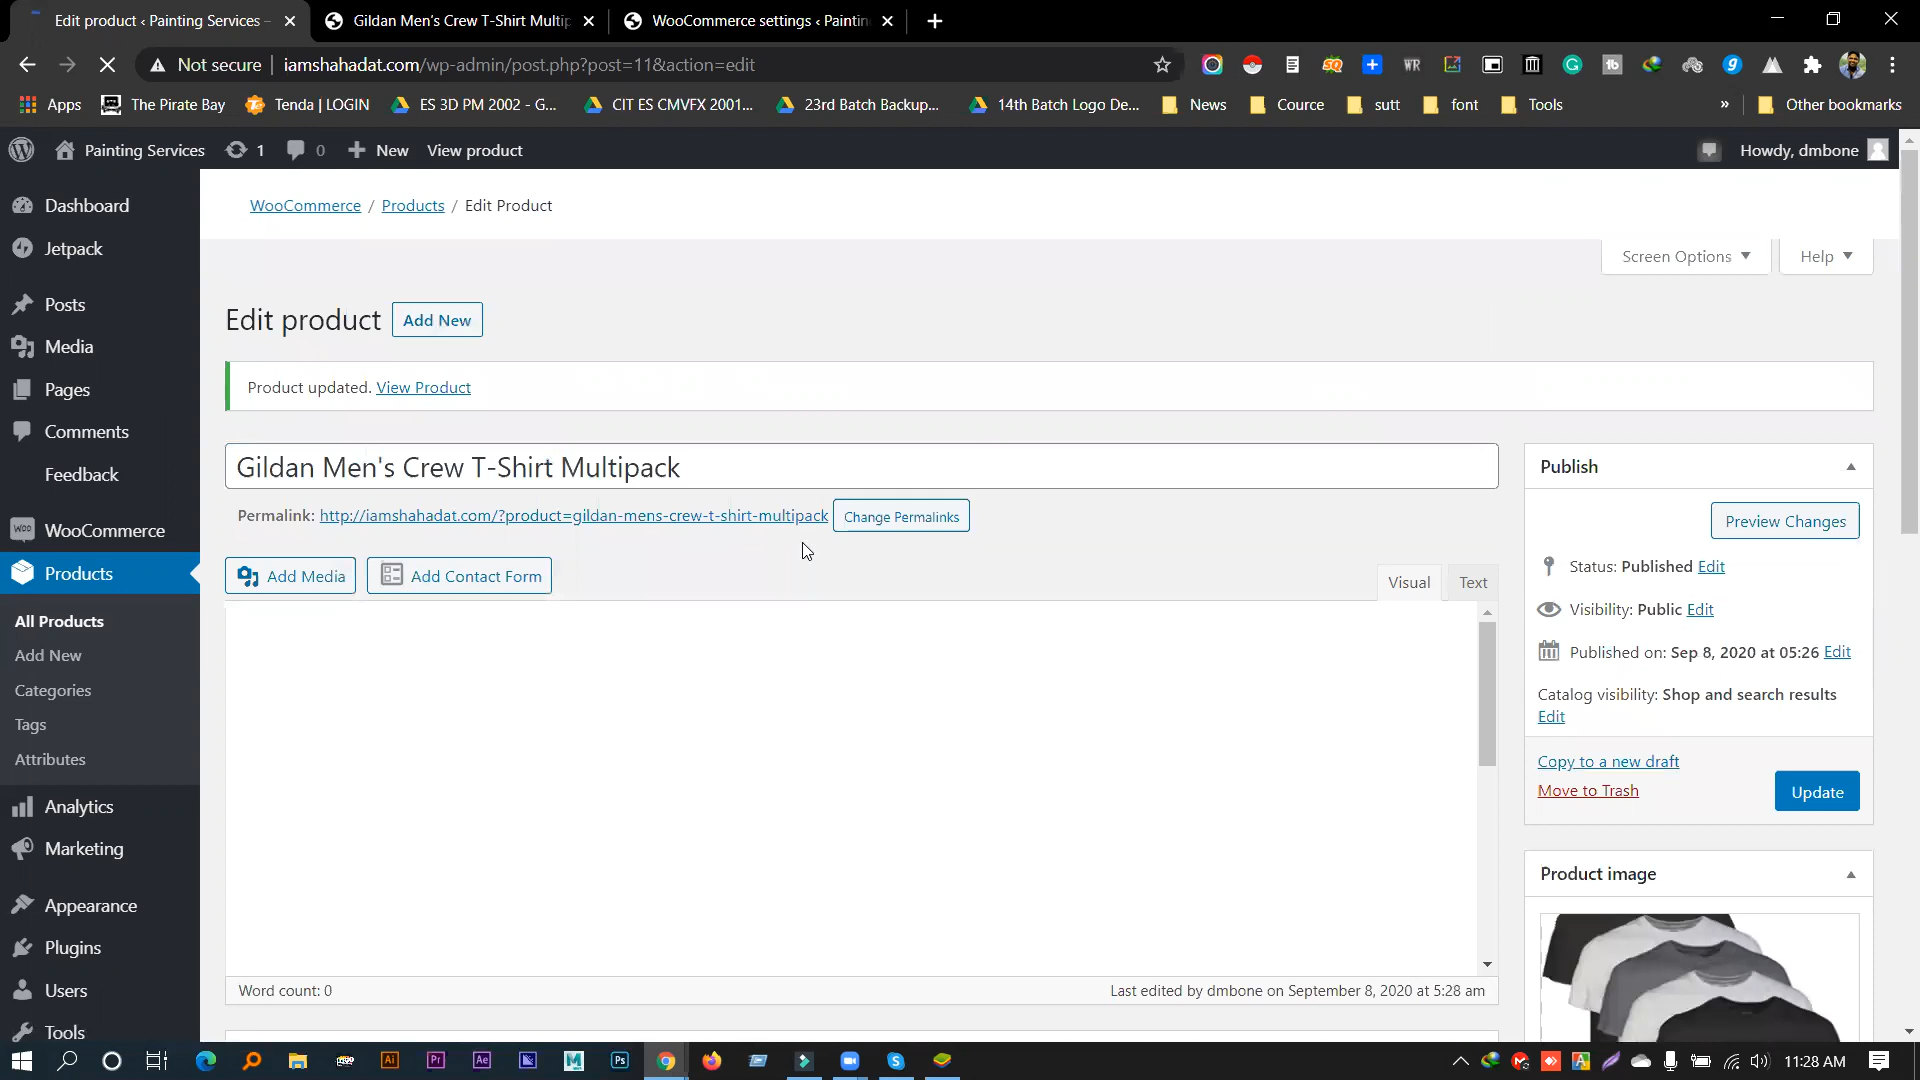 Edit product ‹ Painting Services –
Gildan Men's Crew T-Shirt Multip
WooCommerce settings ‹ Paintin
Not secure
iamshahadat.com/wp-admin/post.php?post=11&action=edit
Apps
The Pirate Bay
Tenda | LOGIN
ES 3D PM 2002 - G...
CIT ES CMVFX 2001...
23rd Batch Backup...
14th Batch Logo De...
News
Cource
sutt
font
Tools
»
Other bookmarks
Painting Services
1
0
New
View product
Howdy, dmbone
Dashboard
Jetpack
Posts
Media
Pages
Comments
Feedback
WooCommerce
Products
All Products
Add New
Categories
Tags
Attributes
Analytics
Marketing
Appearance
Plugins
Users
Tools
WooCommerce / Products / Edit Product
Screen Options
Help
Edit product
Add New
Product updated. View Product
Gildan Men's Crew T-Shirt Multipack
Permalink: http://iamshahadat.com/?product=gildan-mens-crew-t-shirt-multipack
Change Permalinks
Add Media
Add Contact Form
Visual
Text
Word count: 0
Last edited by dmbone on September 8, 2020 at 5:28 am
Publish
Preview Changes
Status: Published Edit
Visibility: Public Edit
Published on: Sep 8, 2020 at 05:26 Edit
Catalog visibility: Shop and search results
Edit
Copy to a new draft
Move to Trash
Update
Product image
11:28 AM